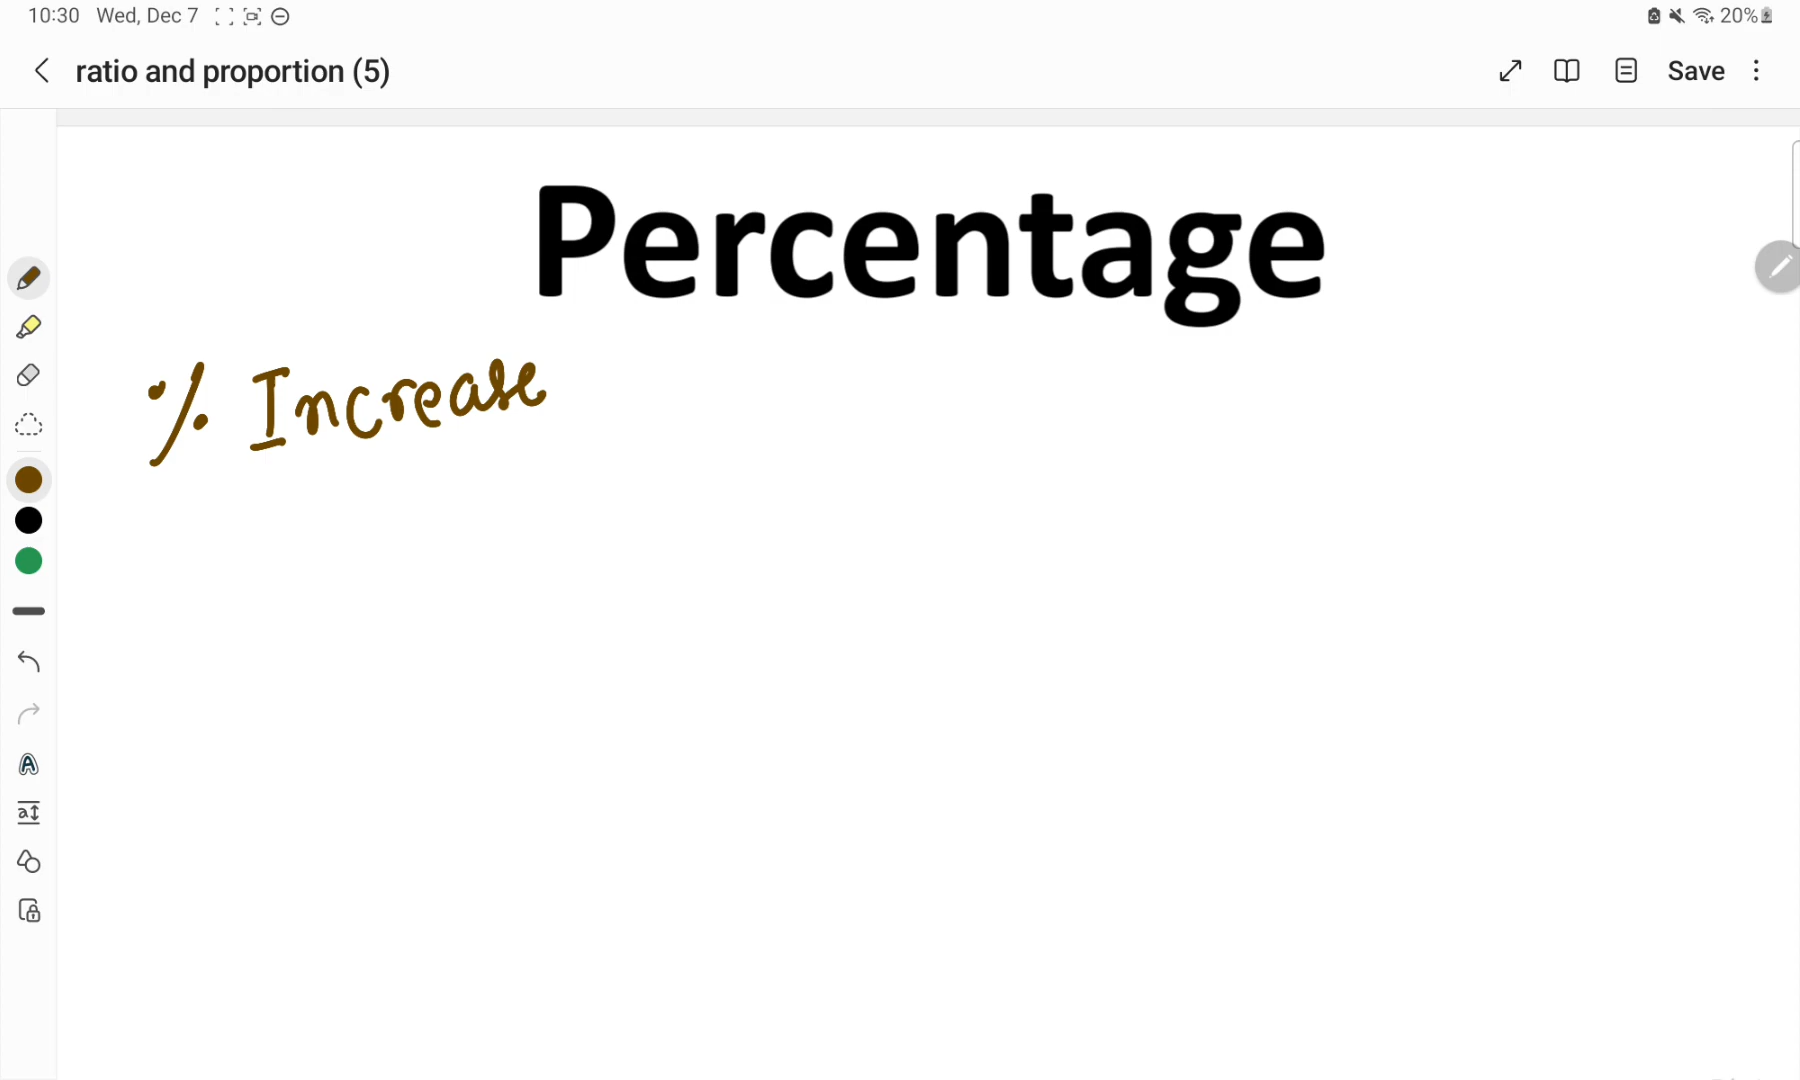 10:30 Wed, Dec 7 20%
ratio and proportion (5) Save
Percentage
% Increase